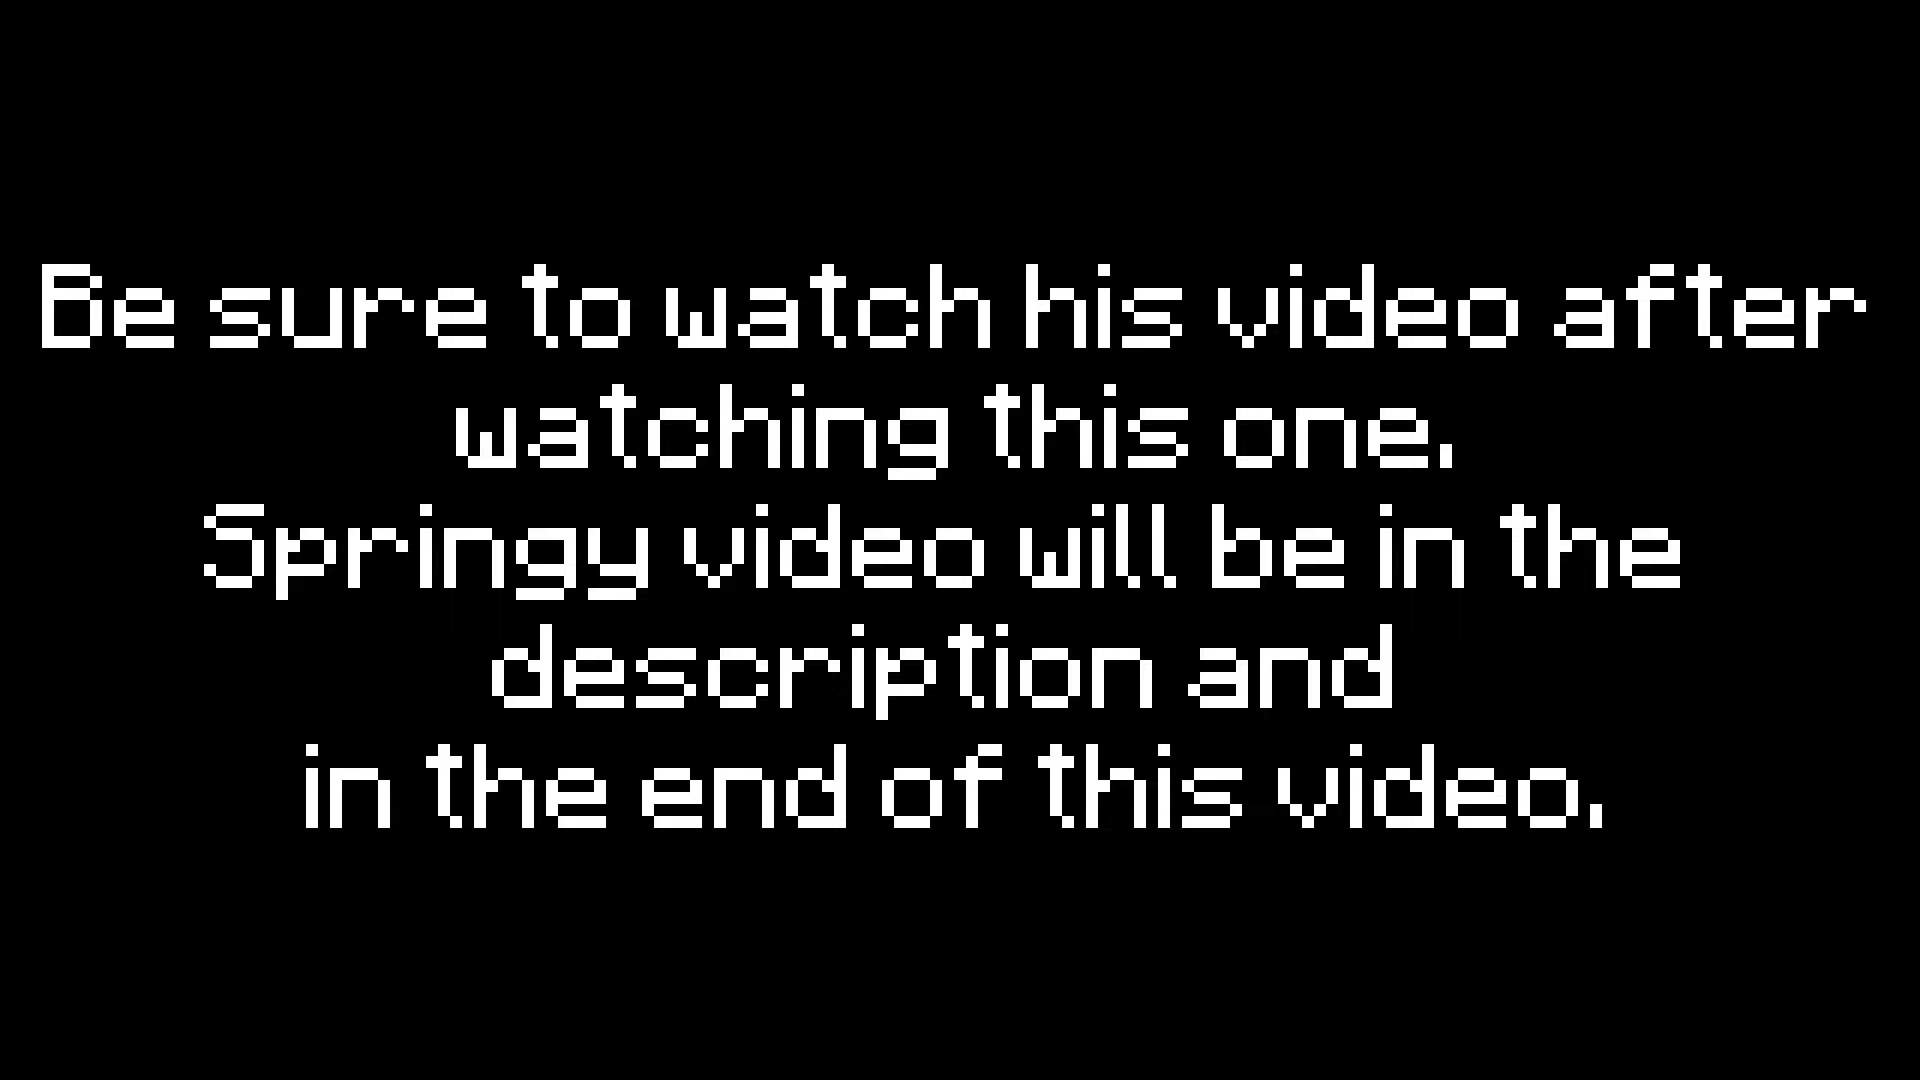 Be sure to watch his video after
watching this one.
Springy video will be in the
description and
in the end of this video.